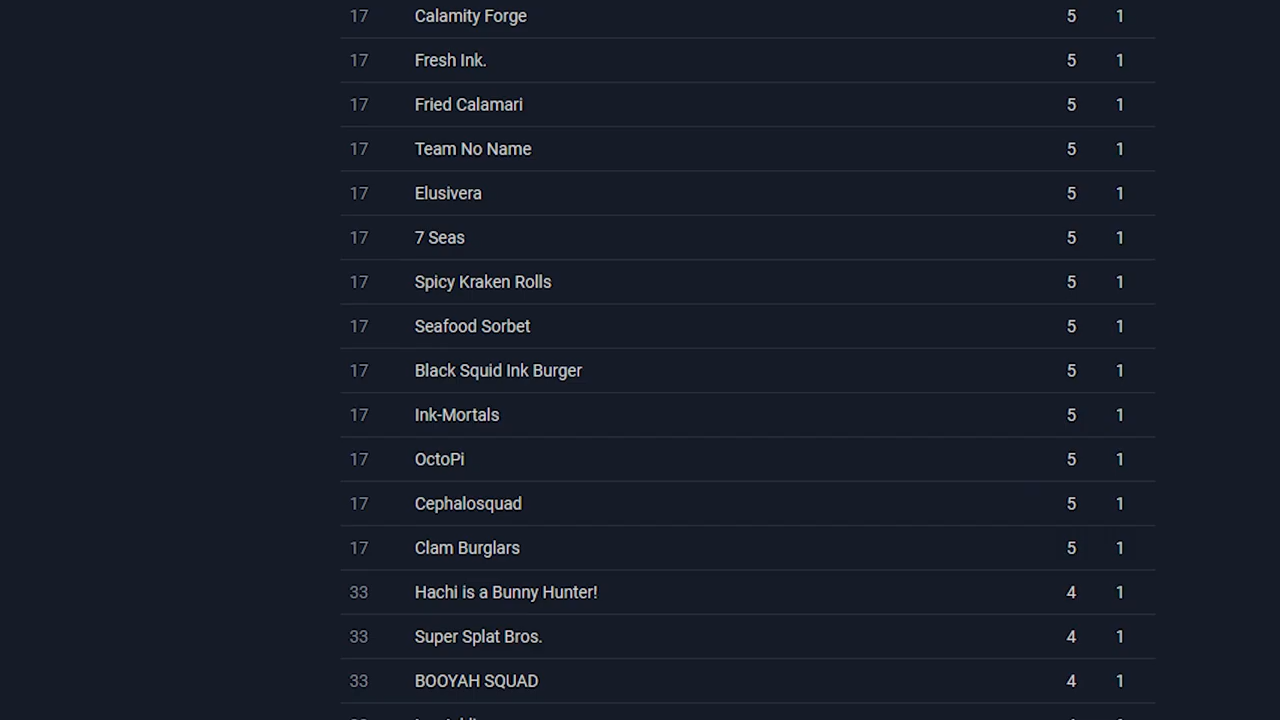 17 Calamity Forge 5 1
17 Fresh Ink. 5 1
17 Fried Calamari 5 1
17 Team No Name 5 1
17 Elusivera 5 1
17 7 Seas 5 1
17 Spicy Kraken Rolls 5 1
17 Seafood Sorbet 5 1
17 Black Squid Ink Burger 5 1
17 Ink-Mortals 5 1
17 OctoPi 5 1
17 Cephalosquad 5 1
17 Clam Burglars 5 1
33 Hachi is a Bunny Hunter! 4 1
33 Super Splat Bros. 4 1
33 BOOYAH SQUAD 4 1